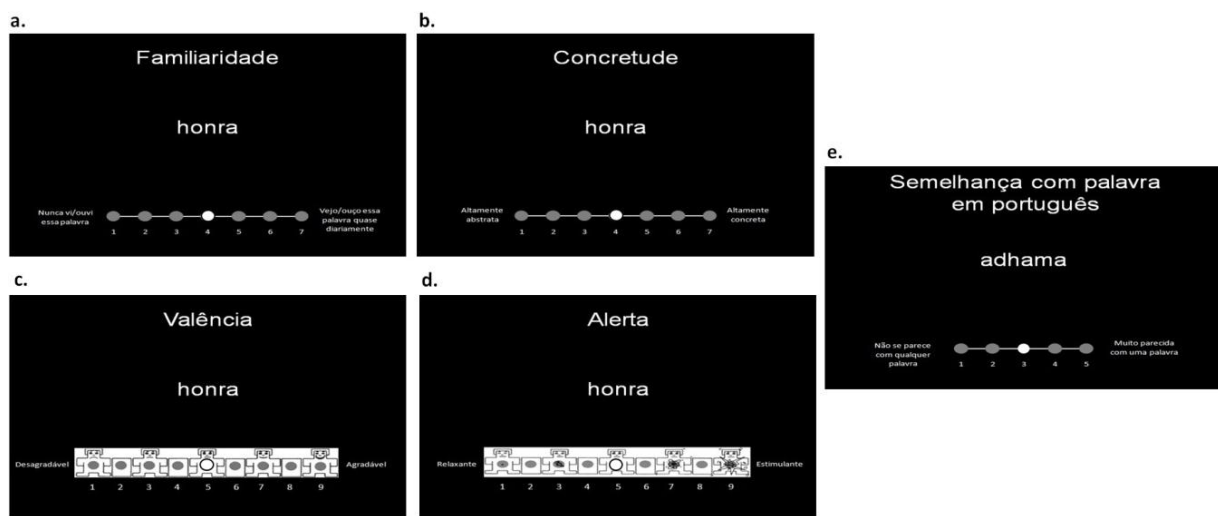 a.
Familiaridade
honra
Nunca vi/ouvi
essa palavra
Vejo/ouço essa
palavra quase
diariamente
1 2 3 4 5 6 7
b.
Concretude
honra
Altamente
abstrata
Altamente
concreta
1 2 3 4 5 6 7
c.
Valência
honra
Desagradável
Agradável
1 2 3 4 5 6 7 8 9
d.
Alerta
honra
Relaxante
Estimulante
1 2 3 4 5 6 7 8 9
e.
Semelhança com palavra
em português
adhama
Não se parece
com qualquer
palavra
Muito parecida
com uma palavra
1 2 3 4 5